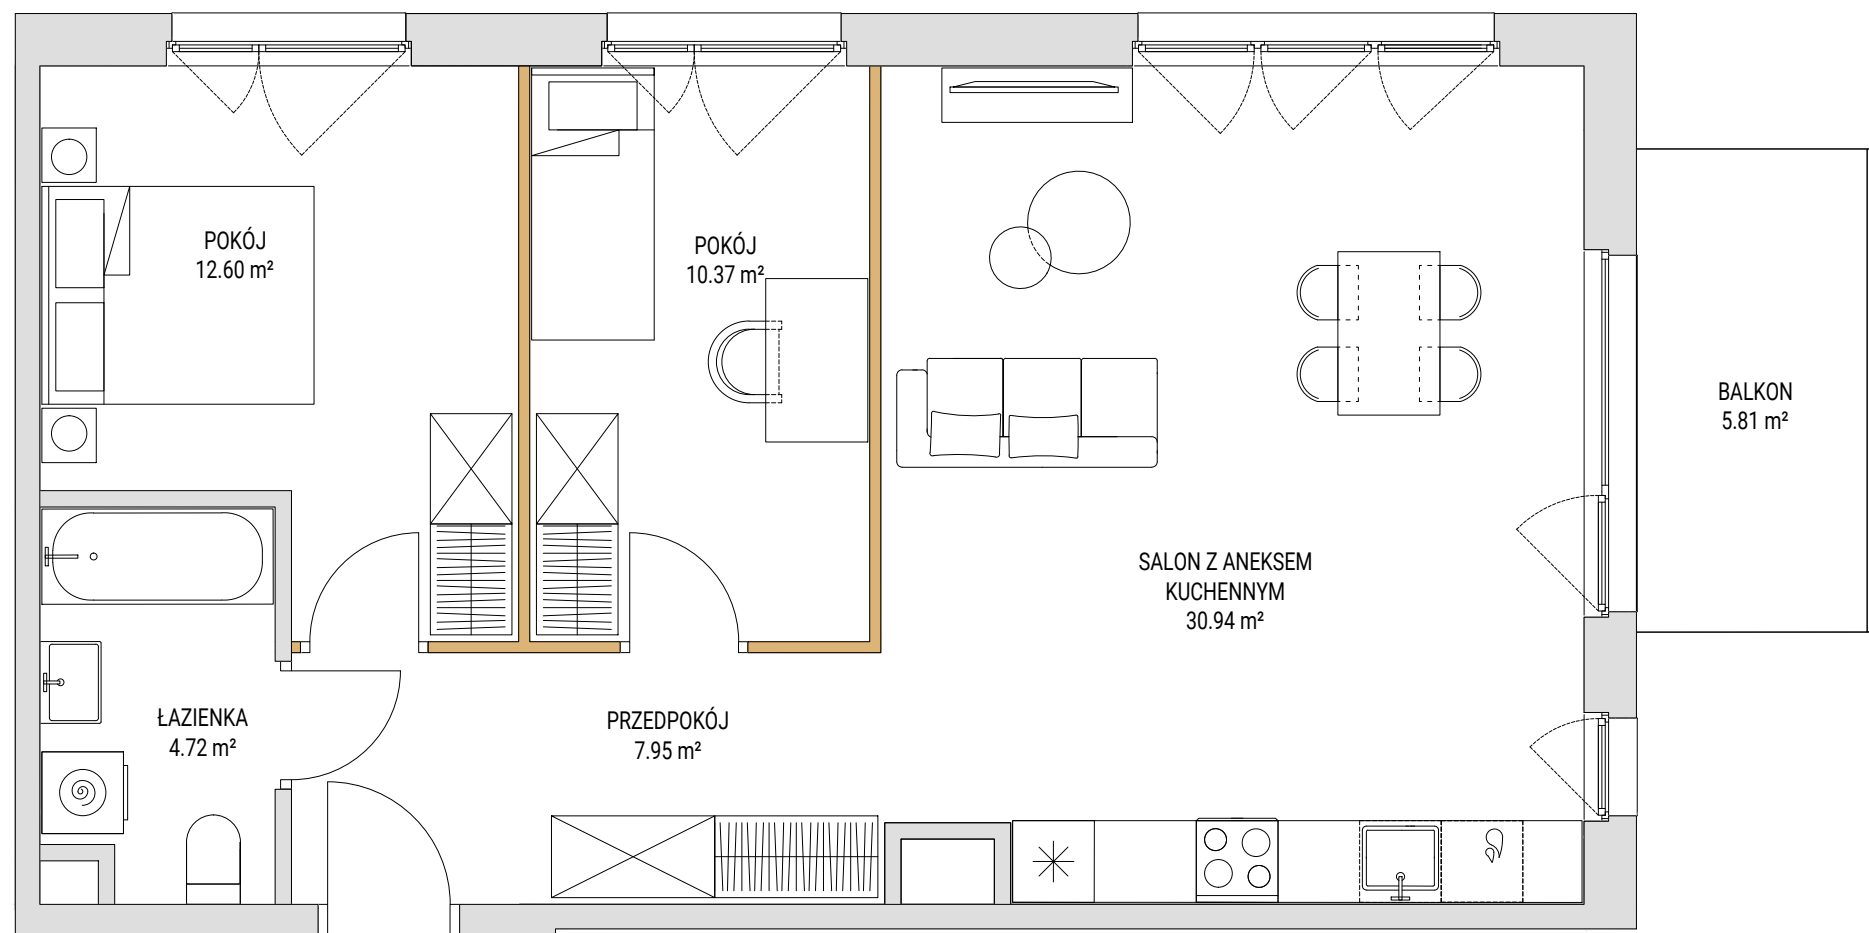 POKÓJ
12.60 m²
POKÓJ
10.37 m²
BALKON
5.81 m²
SALON Z ANEKSEM
KUCHENNYM
30.94 m²
ŁAZIENKA
4.72 m²
PRZEDPOKÓJ
7.95 m²